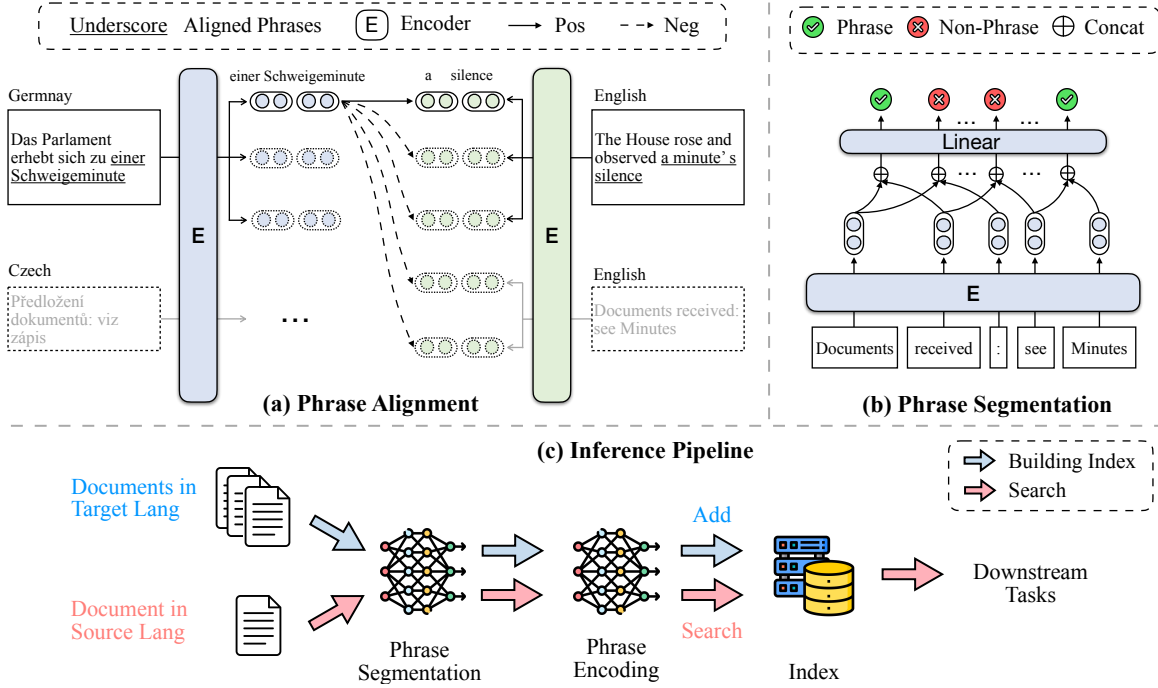 Underscore Aligned Phrases E Encoder Pos Neg
Phrase Non-Phrase Concat
einer Schweigeminute a silence
Germnay
English
Das Parlament
erhebt sich zu einer
Schweigeminute
The House rose and
observed a minute' s
silence
E
E
Czech
English
Předložení
dokumentů: viz
zápis
...
Documents received:
see Minutes
(a) Phrase Alignment
... ...
Linear
... ...
E
Documents received : see Minutes
(b) Phrase Segmentation
(c) Inference Pipeline
Building Index
Search
Documents in
Target Lang
Add
Document in
Source Lang
Search
Phrase
Segmentation
Phrase
Encoding
Index
Downstream
Tasks